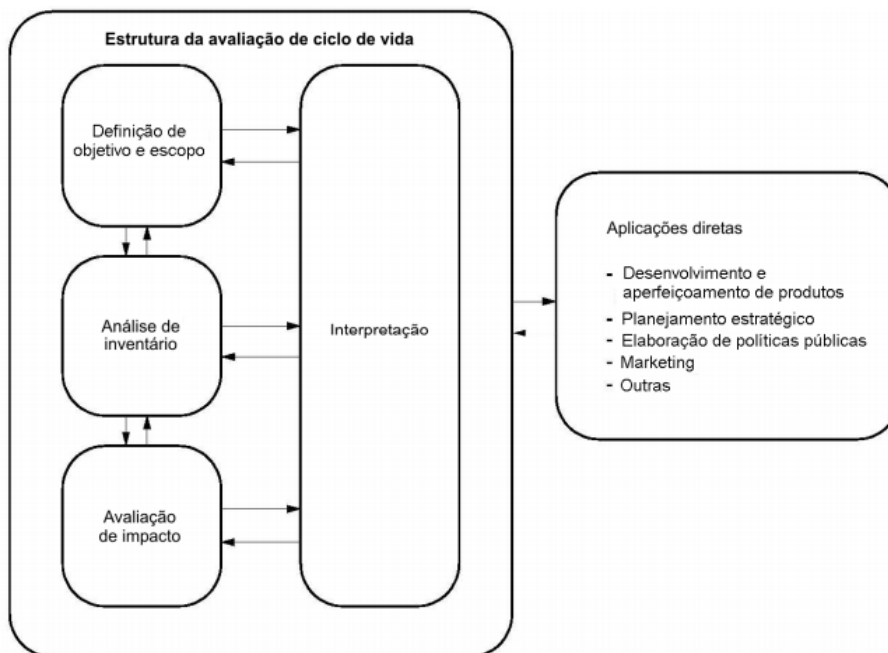 Estrutura da avaliação de ciclo de vida
Definição de
objetivo e escopo
Análise de
inventário
Avaliação
de impacto
Interpretação
Aplicações diretas
- Desenvolvimento e
aperfeiçoamento de produtos
- Planejamento estratégico
- Elaboração de políticas públicas
- Marketing
- Outras